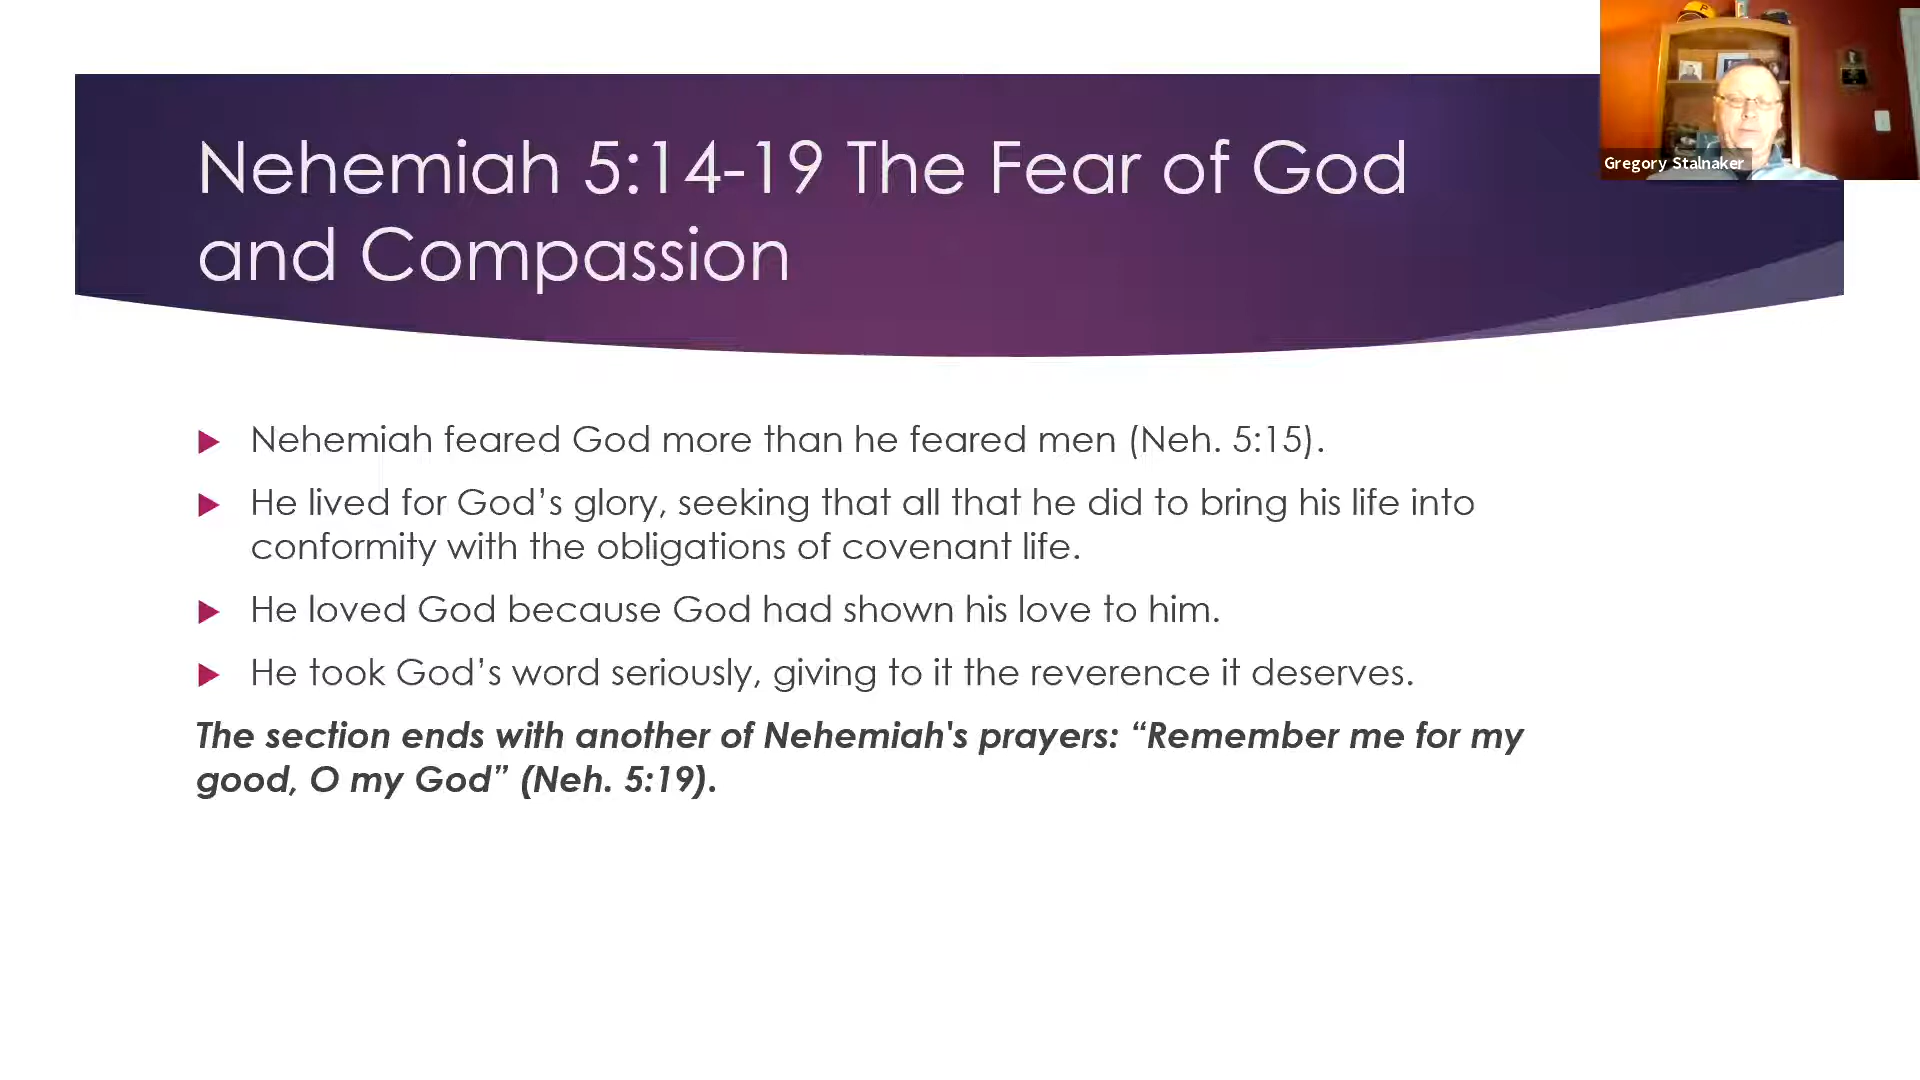 Nehemiah 5:14-19 The Fear of God
and Compassion
Gregory Stalnaker
Nehemiah feared God more than he feared men (Neh. 5:15).
He lived for God’s glory, seeking that all that he did to bring his life into
conformity with the obligations of covenant life.
He loved God because God had shown his love to him.
He took God’s word seriously, giving to it the reverence it deserves.
The section ends with another of Nehemiah's prayers: “Remember me for my
good, O my God” (Neh. 5:19).